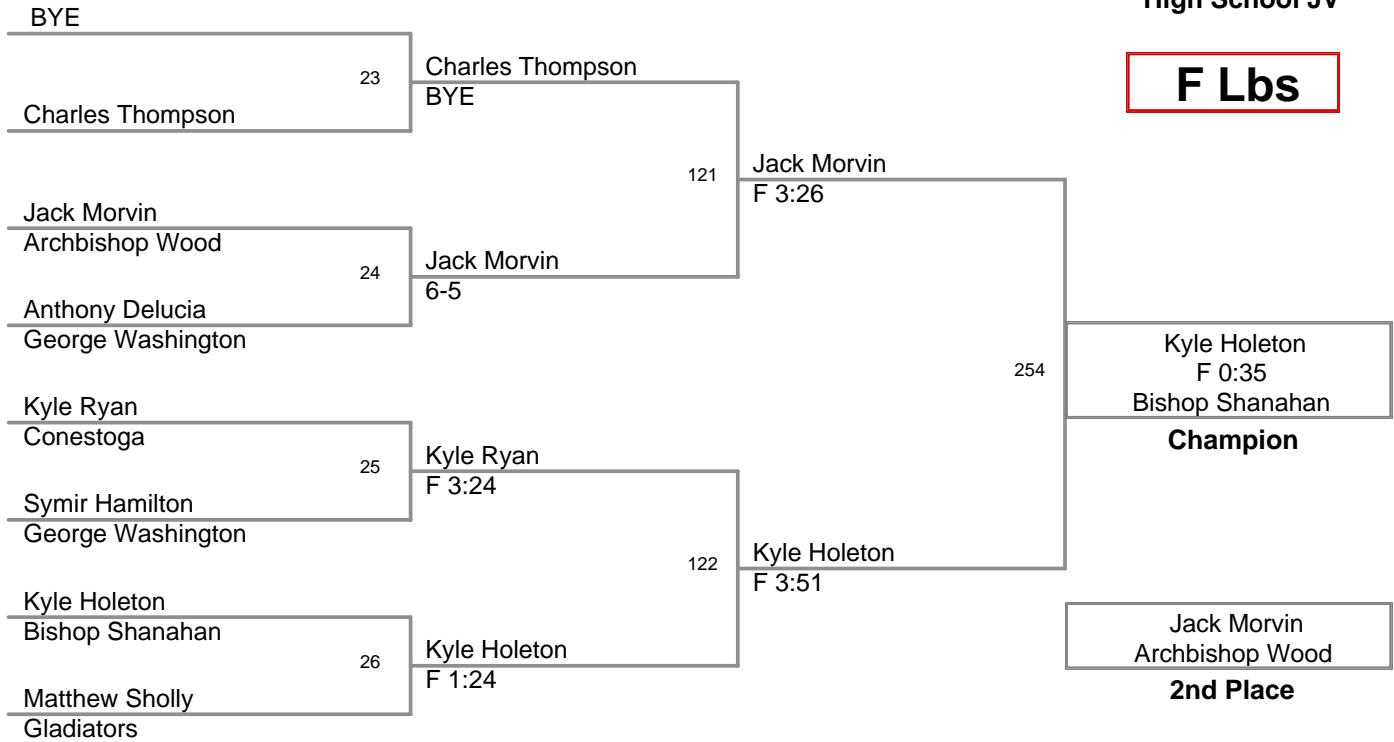 High School JV
F Lbs
BYE
23
Charles Thompson
Charles Thompson
BYE
Jack Morvin
Archbishop Wood
24
Anthony Delucia
George Washington
Jack Morvin
6-5
121
Jack Morvin
F 3:26
Kyle Ryan
Conestoga
25
Symir Hamilton
George Washington
Kyle Ryan
F 3:24
Kyle Holeton
Bishop Shanahan
26
Matthew Sholly
Gladiators
Kyle Holeton
F 1:24
122
Kyle Holeton
F 3:51
254
Kyle Holeton
F 0:35
Bishop Shanahan
Champion
Jack Morvin
Archbishop Wood
2nd Place